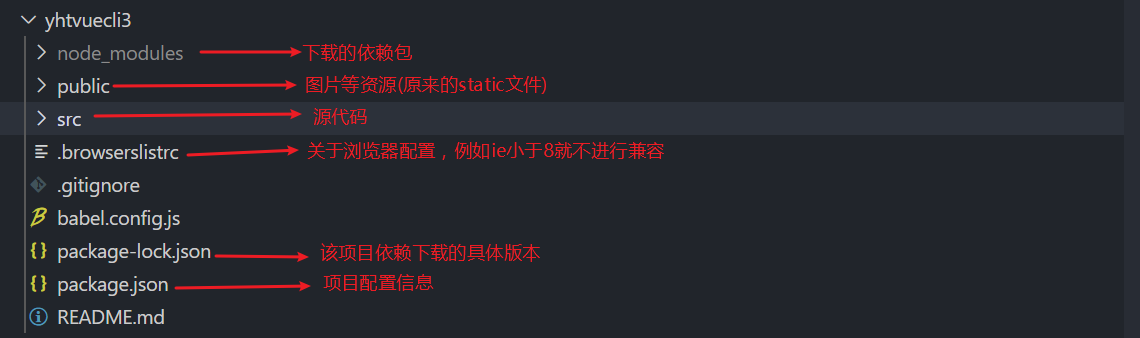 yhtvuecli3
node_modules 下载的依赖包
public 图片等资源(原来的static文件)
src 源代码
.browserslistrc 关于浏览器配置，例如ie小于8就不进行兼容
.gitignore
babel.config.js
package-lock.json 该项目依赖下载的具体版本
package.json 项目配置信息
README.md